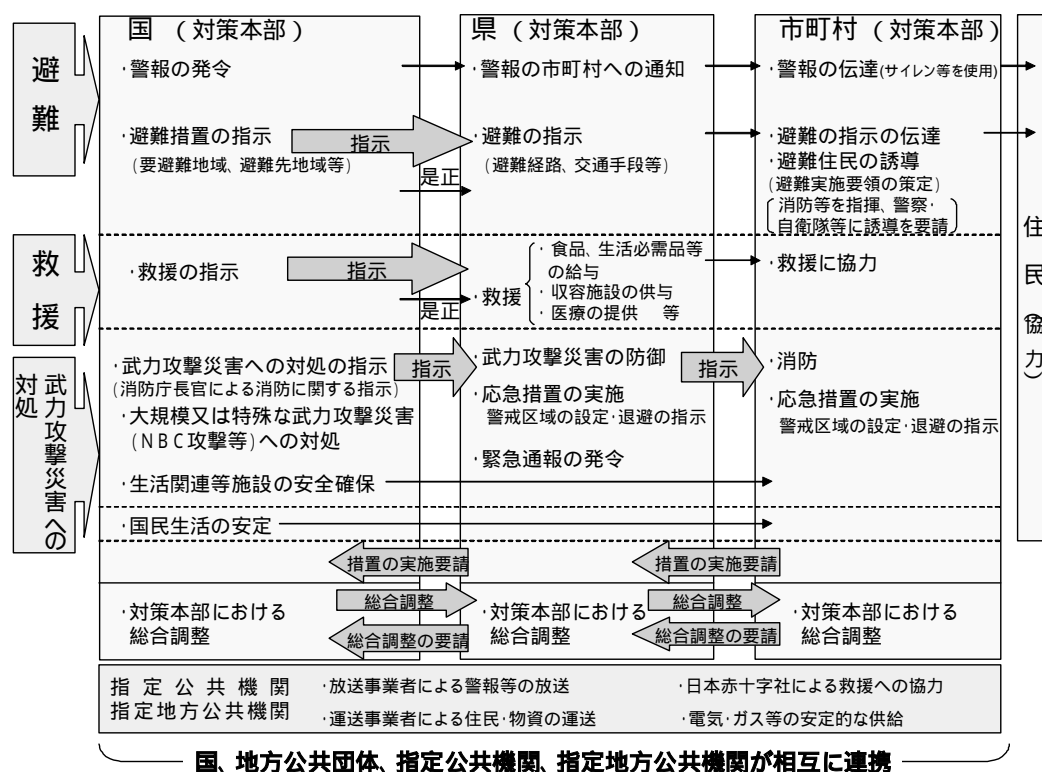 国 （対策本部）
県（対策本部）
市町村（対策本部）
避難
・警報の発令
・警報の市町村への通知
・警報の伝達(サイレン等を使用)
・避難措置の指示
（要避難地域、避難先地域等）
指示
是正
・避難の指示
（避難経路、交通手段等）
・避難の指示の伝達
・避難住民の誘導
（避難実施要領の策定）
消防等を指揮、警察・
自衛隊等に誘導を要請
救援
・救援の指示
指示
是正
・救援
・食品、生活必需品等
の給与
・収容施設の供与
・医療の提供 等
・救援に協力
住民（協力）
武力攻撃災害への
対処
・武力攻撃災害への対処の指示
（消防庁長官による消防に関する指示）
・大規模又は特殊な武力攻撃災害
（NBC攻撃等）への対処
指示
・武力攻撃災害の防御
・応急措置の実施
警戒区域の設定・退避の指示
・緊急通報の発令
指示
・消防
・応急措置の実施
警戒区域の設定・退避の指示
・生活関連等施設の安全確保
・国民生活の安定
措置の実施要請
措置の実施要請
・対策本部における
総合調整
総合調整
総合調整の要請
・対策本部における
総合調整
総合調整
総合調整の要請
・対策本部における
総合調整
指定公共機関
指定地方公共機関
・放送事業者による警報等の放送
・日本赤十字社による救援への協力
・運送事業者による住民・物資の運送
・電気・ガス等の安定的な供給
国、地方公共団体、指定公共機関、指定地方公共機関が相互に連携